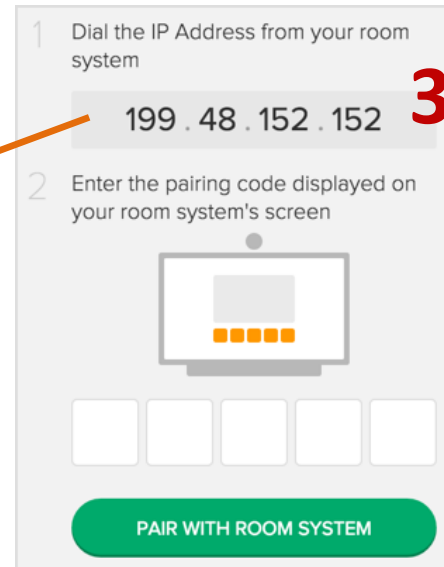 1 Dial the IP Address from your room
system
199 . 48 . 152 . 152 3
2 Enter the pairing code displayed on
your room system's screen
PAIR WITH ROOM SYSTEM